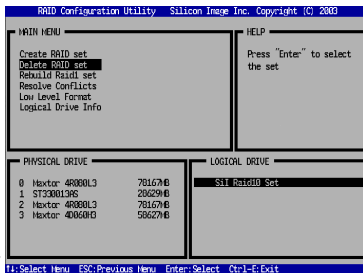 RAID Configuration Utility Silicon Image Inc. Copyright (C) 2003
MAIN MENU
Create RAID set
Delete RAID set
Rebuild Raid1 set
Resolve Conflicts
Low Level Format
Logical Drive Info
HELP
Press "Enter" to select
the set
PHYSICAL DRIVE
0 Maxtor 4R080L3 78167MB
1 ST330013AS 28629MB
2 Maxtor 4R080L3 78167MB
3 Maxtor 4D060H3 58627MB
LOGICAL DRIVE
SiI Raid10 Set
↑↓:Select Menu ESC:Previous Menu Enter:Select Ctrl-E:Exit